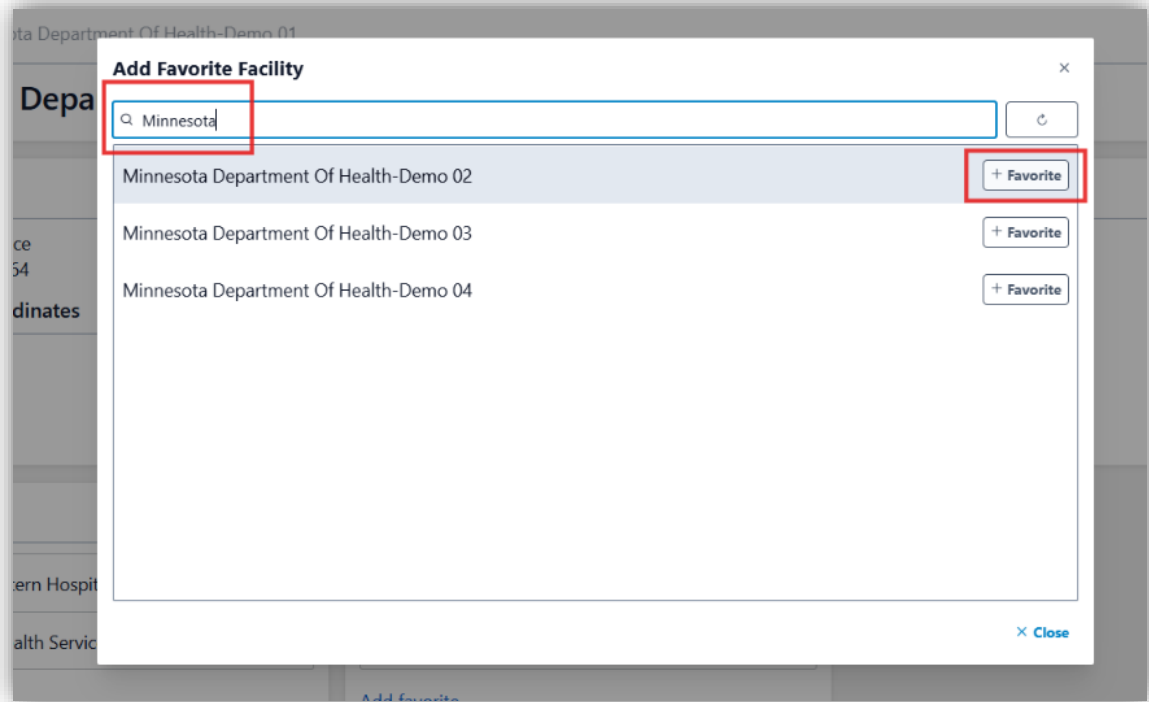 ota Department Of Health-Demo 01
Add Favorite Facility
Depa
Minnesota
Minnesota Department Of Health-Demo 02
+ Favorite
Minnesota Department Of Health-Demo 03
+ Favorite
Minnesota Department Of Health-Demo 04
+ Favorite
ce
64
dinates
tern Hospit
alth Servic
× Close
Add favorite